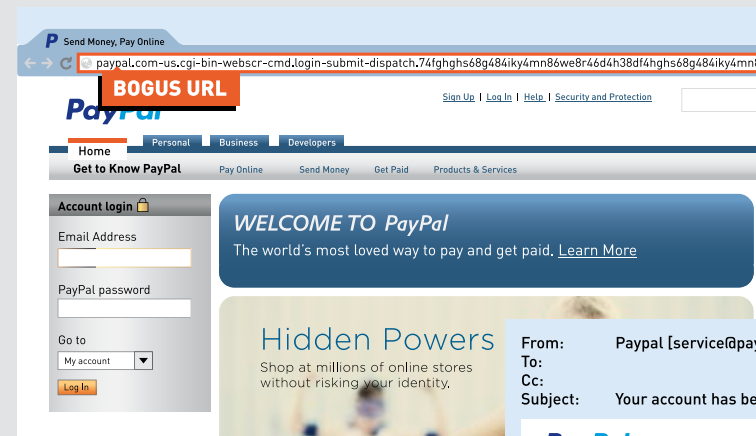 Send Money, Pay Online
paypal.com-us.cgi-bin-webscr-cmd.login-submit-dispatch.74fghghs68g484iky4mn86we8r46d4h38df4hghs68g484iky4mn
BOGUS URL
PayPal
Sign Up | Log In | Help | Security and Protection
Home Personal Business Developers
Get to Know PayPal Pay Online Send Money Get Paid Products & Services
Account login
Email Address
PayPal password
Go to
My account
Log In
WELCOME TO PayPal
The world's most loved way to pay and get paid. Learn More
Hidden Powers
Shop at millions of online stores
without risking your identity.
From: Paypal [service@pay
To:
Cc:
Subject: Your account has be